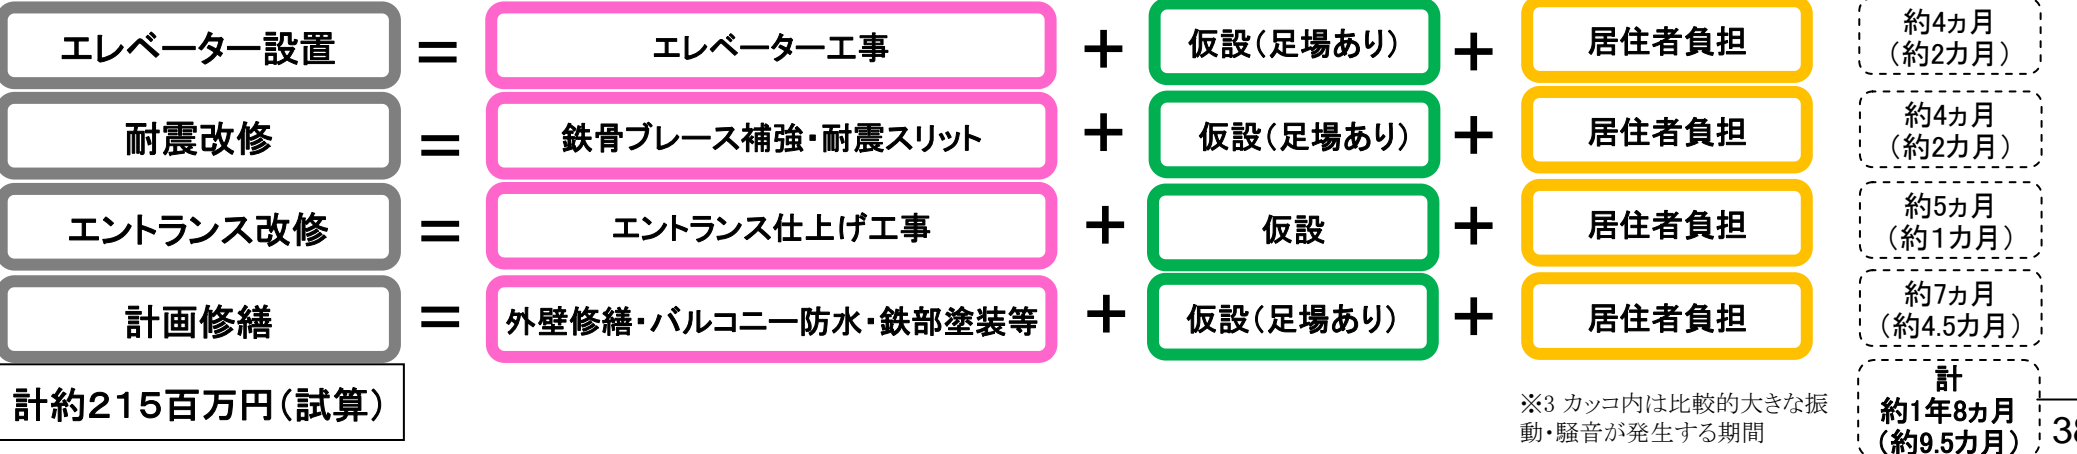 エレベーター設置 = エレベーター工事 + 仮設(足場あり) + 居住者負担
約4ヵ月
(約2カ月)
耐震改修 = 鉄骨ブレース補強・耐震スリット + 仮設(足場あり) + 居住者負担
約4ヵ月
(約2カ月)
エントランス改修 = エントランス仕上げ工事 + 仮設 + 居住者負担
約5ヵ月
(約1カ月)
計画修繕 = 外壁修繕・バルコニー防水・鉄部塗装等 + 仮設(足場あり) + 居住者負担
約7ヵ月
(約4.5カ月)
計約215百万円(試算)
※3 カッコ内は比較的大きな振
動・騒音が発生する期間
計
約1年8ヵ月
(約9.5カ月)